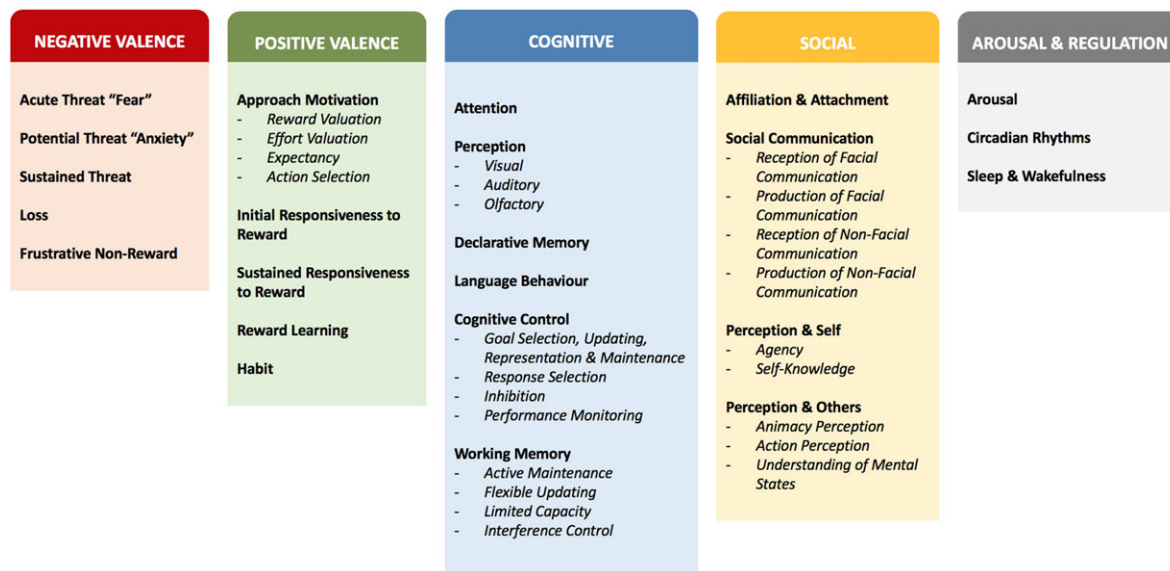 NEGATIVE VALENCE
Acute Threat “Fear”
Potential Threat “Anxiety”
Sustained Threat
Loss
Frustrative Non-Reward
POSITIVE VALENCE
Approach Motivation
- Reward Valuation
- Effort Valuation
- Expectancy
- Action Selection
Initial Responsiveness to
Reward
Sustained Responsiveness
to Reward
Reward Learning
Habit
COGNITIVE
Attention
Perception
- Visual
- Auditory
- Olfactory
Declarative Memory
Language Behaviour
Cognitive Control
- Goal Selection, Updating,
Representation & Maintenance
- Response Selection
- Inhibition
- Performance Monitoring
Working Memory
- Active Maintenance
- Flexible Updating
- Limited Capacity
- Interference Control
SOCIAL
Affiliation & Attachment
Social Communication
- Reception of Facial
Communication
- Production of Facial
Communication
- Reception of Non-Facial
Communication
- Production of Non-Facial
Communication
Perception & Self
- Agency
- Self-Knowledge
Perception & Others
- Animacy Perception
- Action Perception
- Understanding of Mental
States
AROUSAL & REGULATION
Arousal
Circadian Rhythms
Sleep & Wakefulness